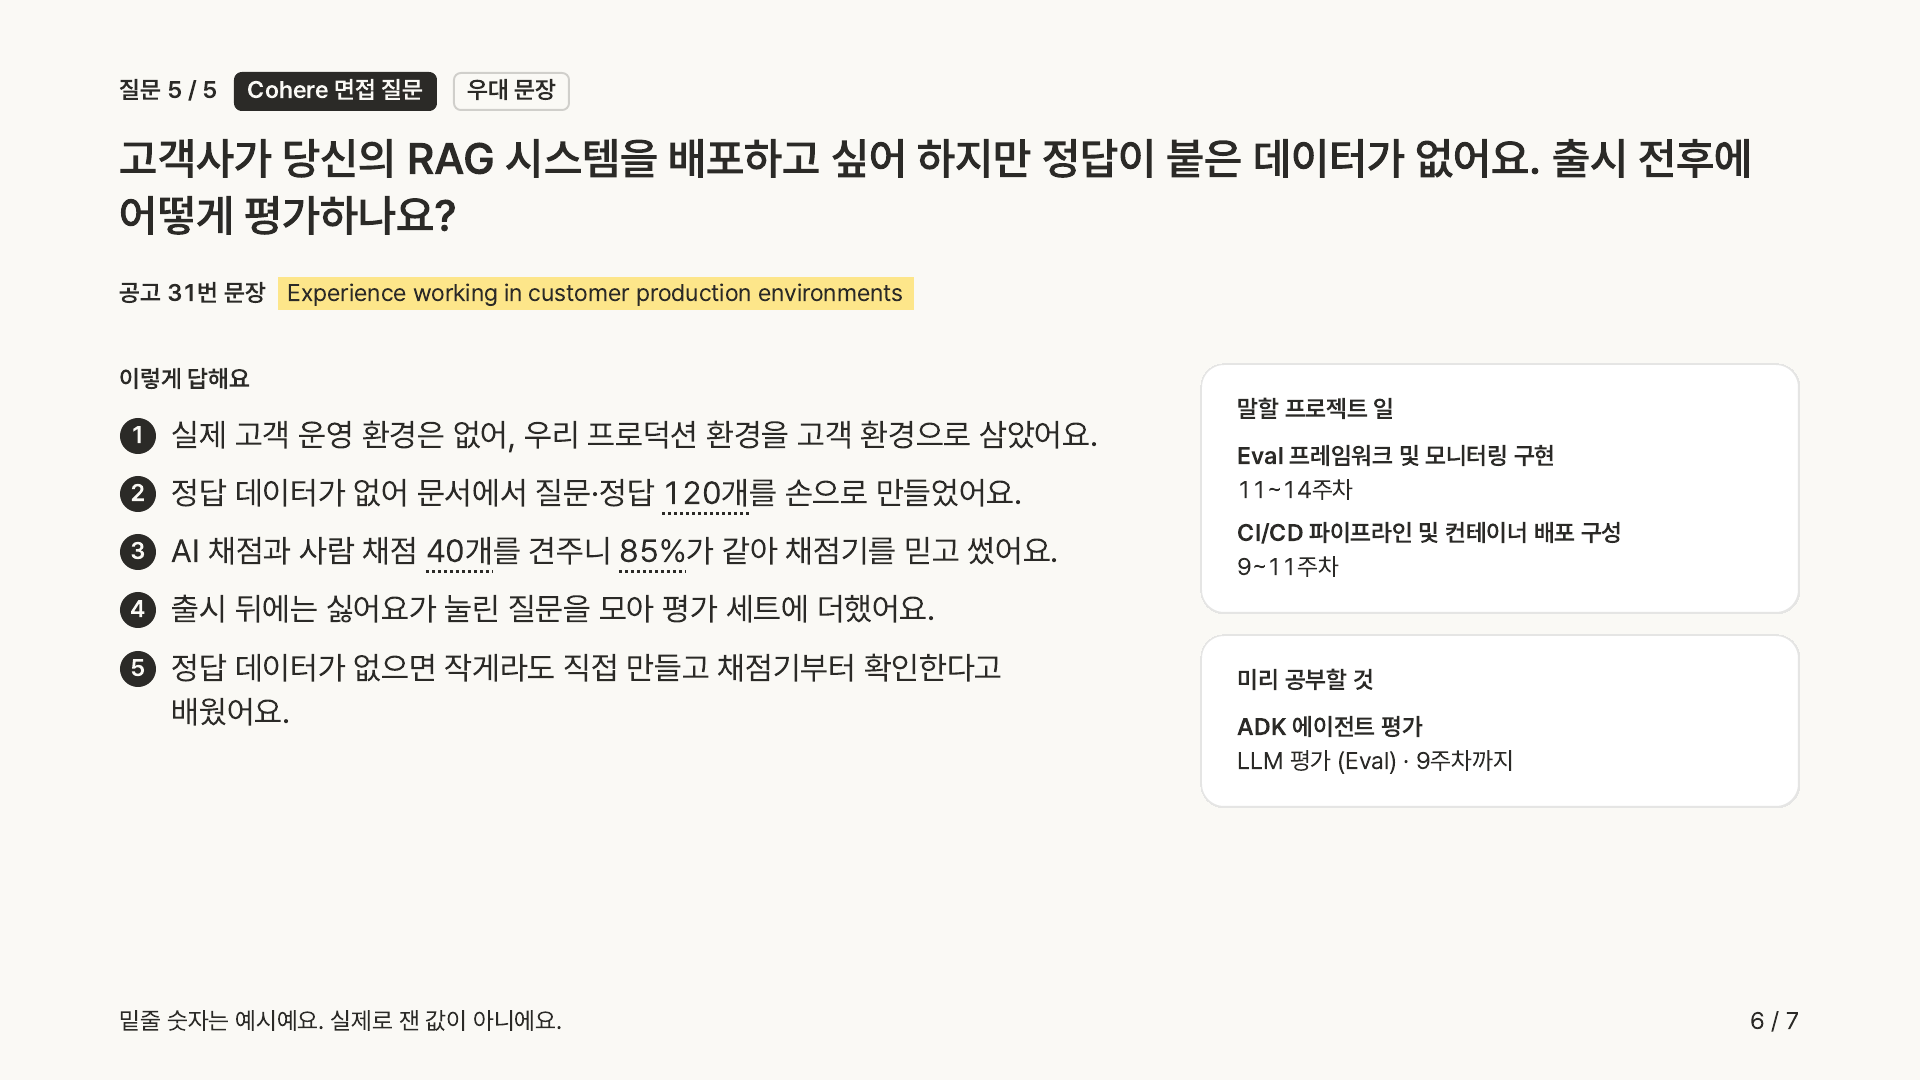 질문 5 / 5 Cohere 면접 질문 우대 문장
고객사가 당신의 RAG 시스템을 배포하고 싶어 하지만 정답이 붙은 데이터가 없어요. 출시 전후에
어떻게 평가하나요?
공고 31번 문장 Experience working in customer production environments
이렇게 답해요
1 실제 고객 운영 환경은 없어, 우리 프로덕션 환경을 고객 환경으로 삼았어요.
2 정답 데이터가 없어 문서에서 질문·정답 120개를 손으로 만들었어요.
3 AI 채점과 사람 채점 40개를 견주니 85%가 같아 채점기를 믿고 썼어요.
4 출시 뒤에는 싫어요가 눌린 질문을 모아 평가 세트에 더했어요.
5 정답 데이터가 없으면 작게라도 직접 만들고 채점기부터 확인한다고
배웠어요.
말할 프로젝트 일
Eval 프레임워크 및 모니터링 구현
11~14주차
CI/CD 파이프라인 및 컨테이너 배포 구성
9~11주차
미리 공부할 것
ADK 에이전트 평가
LLM 평가 (Eval) · 9주차까지
밑줄 숫자는 예시예요. 실제로 잰 값이 아니에요.
6 / 7